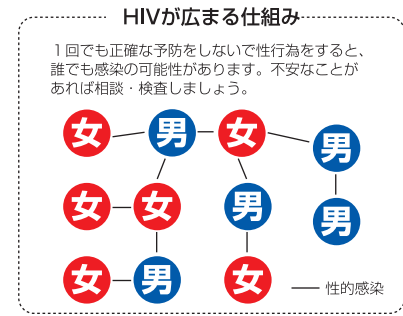 HIVが広まる仕組み
1回でも正確な予防をしないで性行為をすると、
誰でも感染の可能性があります。不安なことが
あれば相談・検査しましょう。
女 男 女 男
女 女 男 男
女 男 女
性的感染